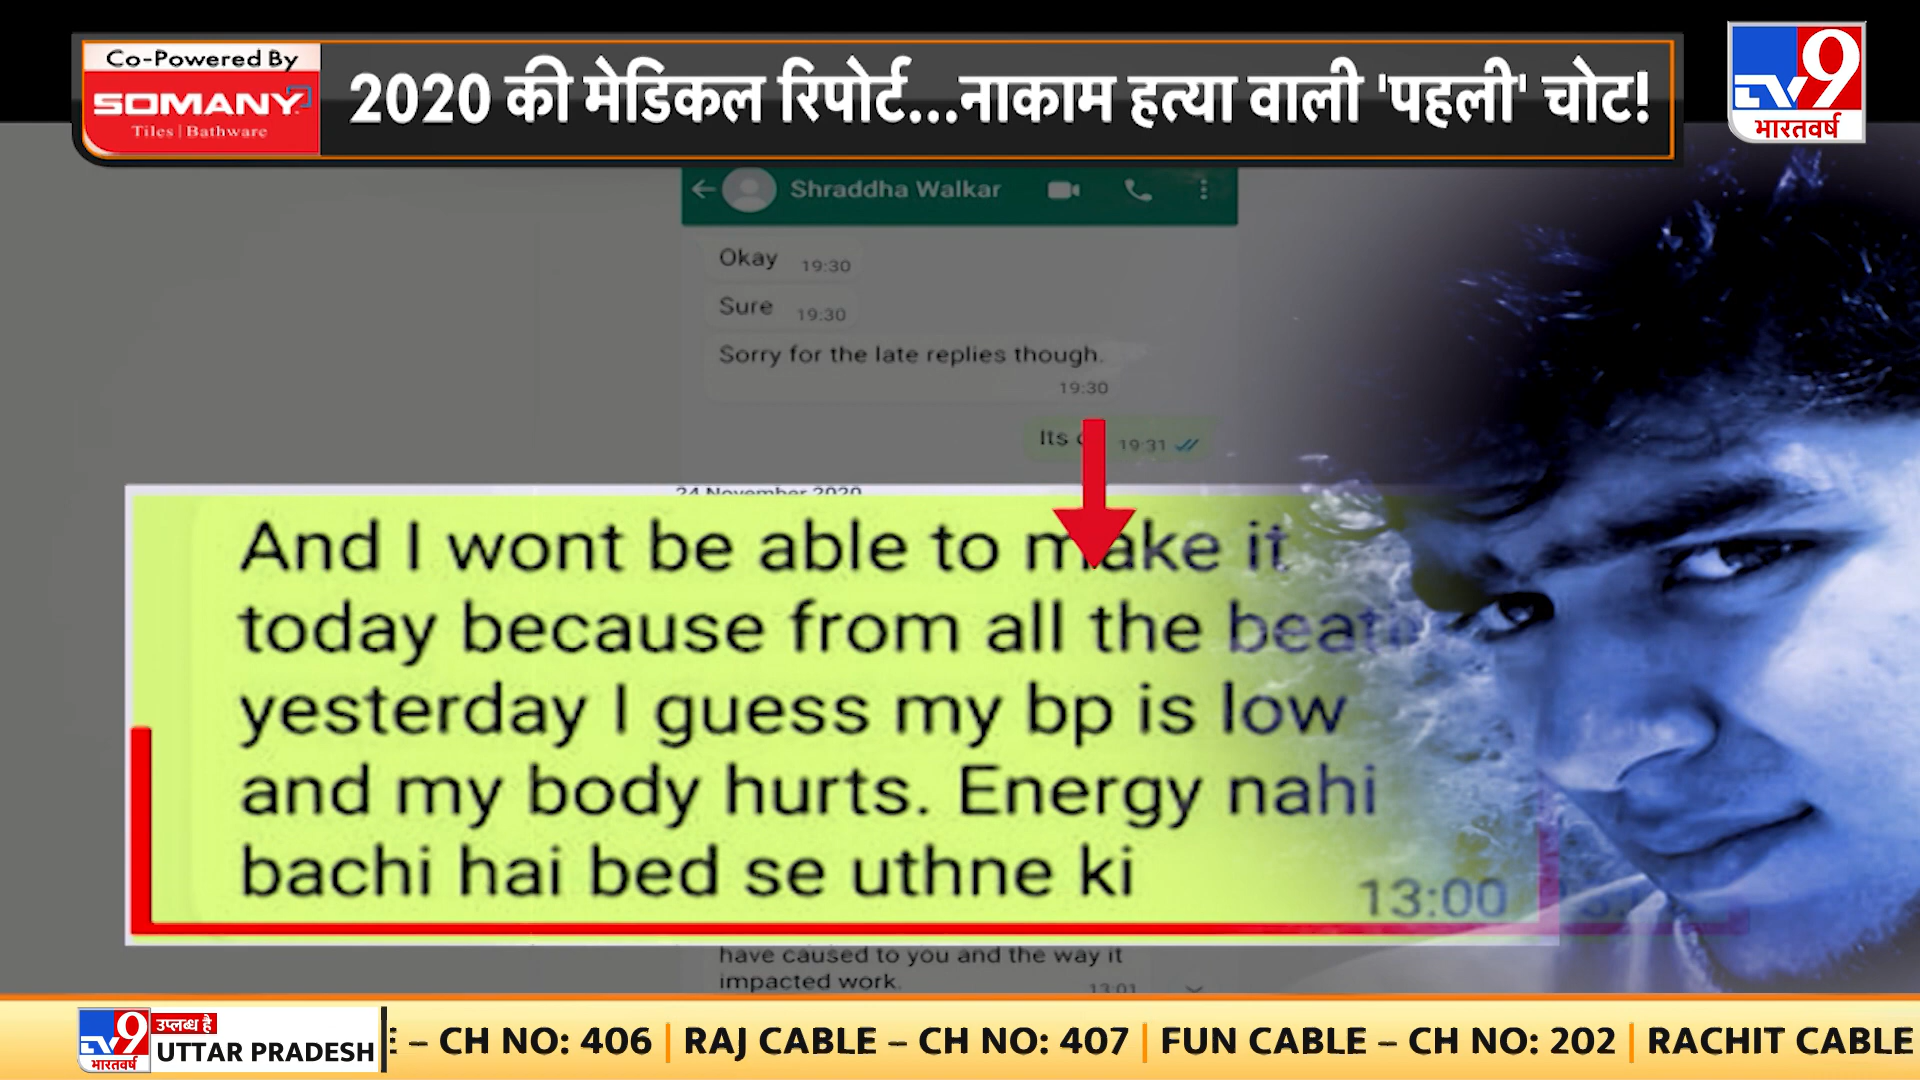 Co-Powered By
SOMANY
Tiles | Bathware
2020 की मेडिकल रिपोर्ट...नाकाम हत्या वाली 'पहली' चोट!
TV9
भारतवर्ष
Shraddha Walkar
Okay 19:30
Sure 19:30
Sorry for the late replies though.
19:30
Its 19:31
24 November 2020
And I wont be able to make it
today because from all the
yesterday I guess my bp is low
and my body hurts. Energy nahi
bachi hai bed se uthne ki
13:00
have caused to you and the way it
impacted work.
13:01
TV9
भारतवर्ष
उप्लब्ध है
UTTAR PRADESH
– CH NO: 406 | RAJ CABLE – CH NO: 407 | FUN CABLE – CH NO: 202 | RACHIT CABLE